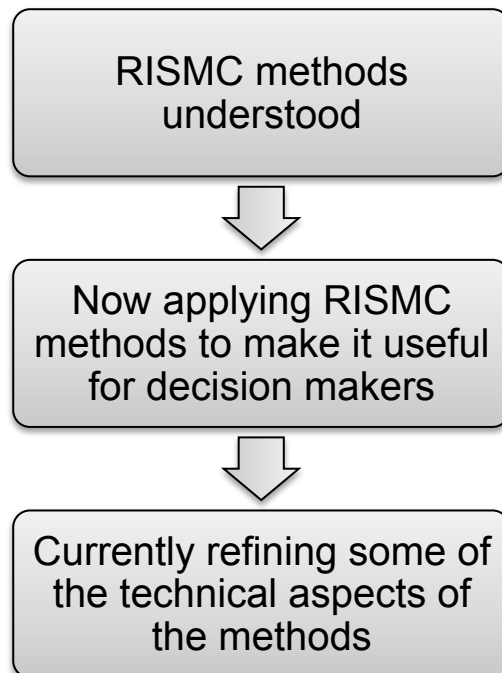 RISMC methods
understood
Now applying RISMC
methods to make it useful
for decision makers
Currently refining some of
the technical aspects of
the methods